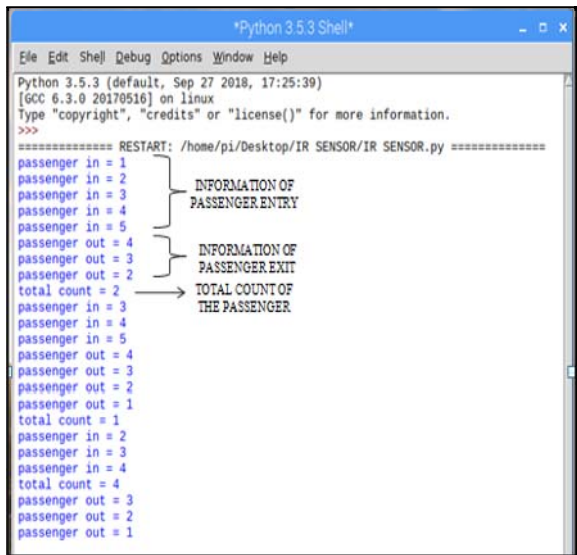 *Python 3.5.3 Shell*
File Edit Shell Debug Options Window Help
Python 3.5.3 (default, Sep 27 2018, 17:25:39)
[GCC 6.3.0 20170516] on linux
Type "copyright", "credits" or "license()" for more information.
>>>
============== RESTART: /home/pi/Desktop/IR SENSOR/IR SENSOR.py ==============
passenger in = 1
passenger in = 2
passenger in = 3
passenger in = 4
passenger in = 5
INFORMATION OF
PASSENGER ENTRY
passenger out = 4
passenger out = 3
passenger out = 2
INFORMATION OF
PASSENGER EXIT
total count = 2
TOTAL COUNT OF
THE PASSENGER
passenger in = 3
passenger in = 4
passenger in = 5
passenger out = 4
passenger out = 3
passenger out = 2
passenger out = 1
total count = 1
passenger in = 2
passenger in = 3
passenger in = 4
total count = 4
passenger out = 3
passenger out = 2
passenger out = 1